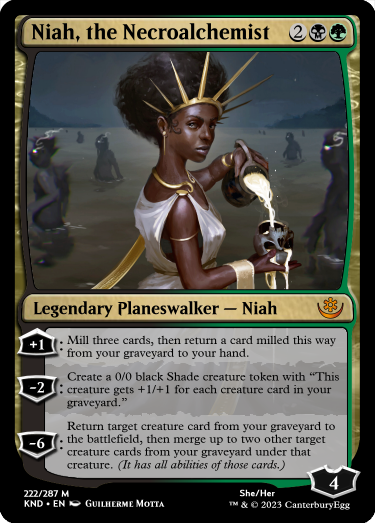 Niah, the Necroalchemist 2
Legendary Planeswalker — Niah
+1 : Mill three cards, then return a card milled this way
from your graveyard to your hand.
-2 : Create a 0/0 black Shade creature token with “This
creature gets +1/+1 for each creature card in your
graveyard.”
-6 : Return target creature card from your graveyard to
the battlefield, then merge up to two other target
creature cards from your graveyard under that
creature. (It has all abilities of those cards.)
4
222/287 M She/Her
KND • EN Guilherme Motta ™ & © 2023 CanterburyEgg